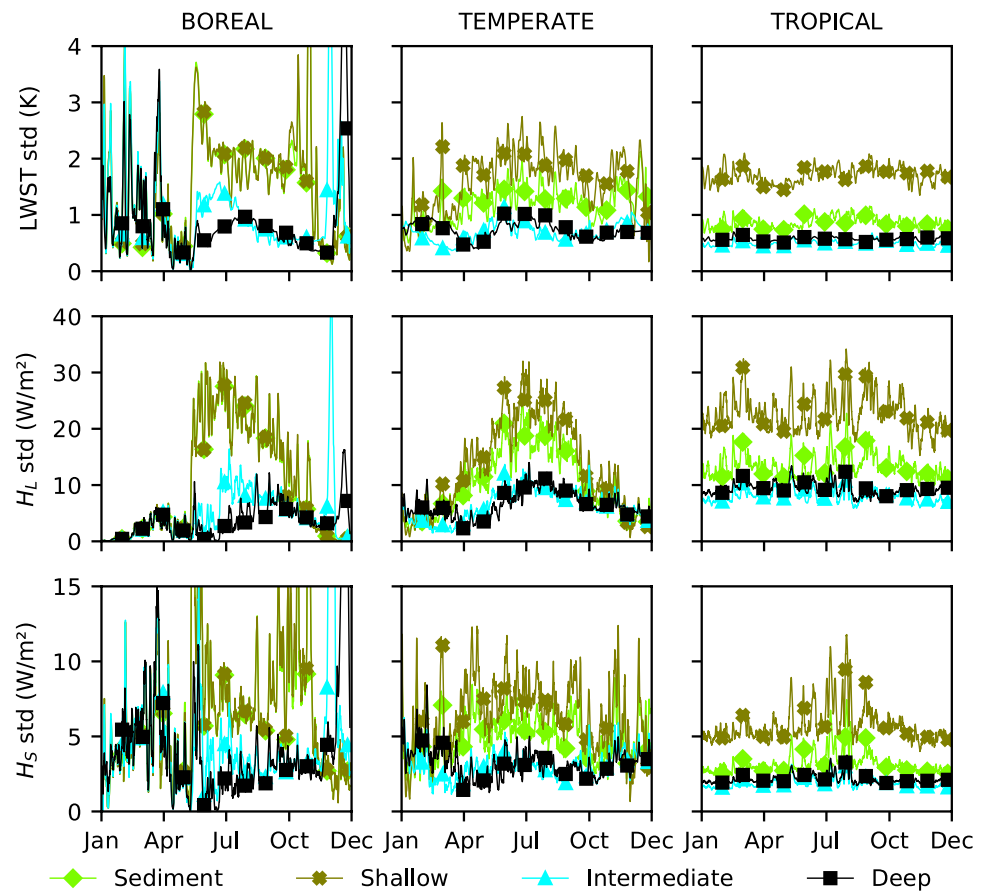 BOREAL TEMPERATE TROPICAL
LWST std (K)
4
3
2
1
0
H_L std (W/m²)
40
30
20
10
0
H_S std (W/m²)
15
10
5
0
Jan Apr Jul Oct Dec Jan Apr Jul Oct Dec Jan Apr Jul Oct Dec
Sediment Shallow Intermediate Deep